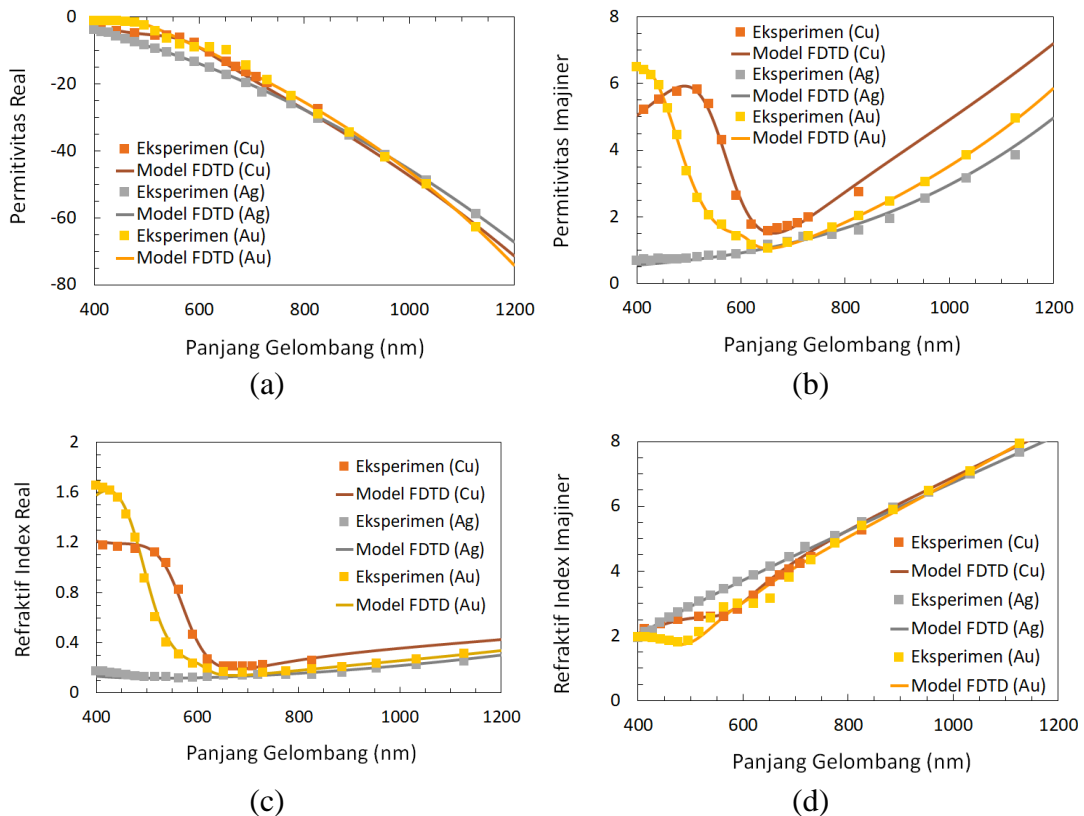 Permitivitas Real
0
-20
-40
-60
-80
400
600
800
1000
1200
Eksperimen (Cu)
Model FDTD (Cu)
Eksperimen (Ag)
Model FDTD (Ag)
Eksperimen (Au)
Model FDTD (Au)
Panjang Gelombang (nm)
(a)
Permitivitas Imajiner
8
6
4
2
0
400
600
800
1000
1200
Eksperimen (Cu)
Model FDTD (Cu)
Eksperimen (Ag)
Model FDTD (Ag)
Eksperimen (Au)
Model FDTD (Au)
Panjang Gelombang (nm)
(b)
Refraktif Index Real
2
1.6
1.2
0.8
0.4
0
400
600
800
1000
1200
Eksperimen (Cu)
Model FDTD (Cu)
Eksperimen (Ag)
Model FDTD (Ag)
Eksperimen (Au)
Model FDTD (Au)
Panjang Gelombang (nm)
(c)
Refraktif Index Imajiner
8
6
4
2
0
400
600
800
1000
1200
Eksperimen (Cu)
Model FDTD (Cu)
Eksperimen (Ag)
Model FDTD (Ag)
Eksperimen (Au)
Model FDTD (Au)
Panjang Gelombang (nm)
(d)